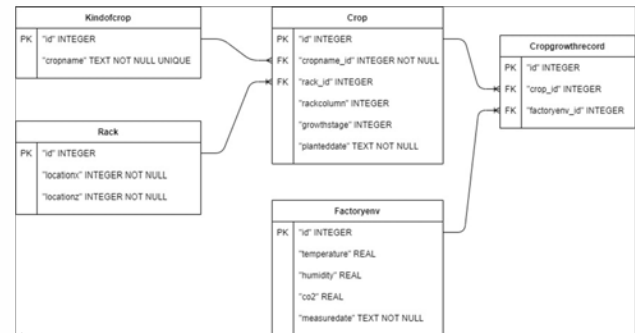 Kindofcrop
PK "id" INTEGER
"cropname" TEXT NOT NULL UNIQUE
Rack
PK "id" INTEGER
"locationx" INTEGER NOT NULL
"locationz" INTEGER NOT NULL
Crop
PK "id" INTEGER
FK "cropname_id" INTEGER NOT NULL
FK "rack_id" INTEGER
"rackcolumn" INTEGER
"growthstage" INTEGER
"planteddate" TEXT NOT NULL
Factoryenv
PK "id" INTEGER
"temperature" REAL
"humidity" REAL
"co2" REAL
"measuredate" TEXT NOT NULL
Cropgrowthrecord
PK "id" INTEGER
FK "crop_id" INTEGER
FK "factoryenv_id" INTEGER